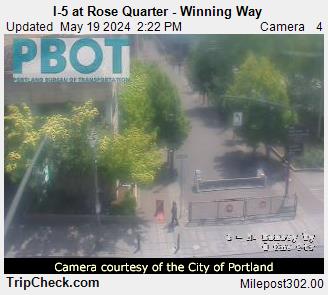 I-5 at Rose Quarter - Winning Way
Updated  May 19 2024  2:22 PM Camera 4
PBOT
PORTLAND BUREAU OF TRANSPORTATION
Camera courtesy of the City of Portland
TripCheck.com Milepost302.00